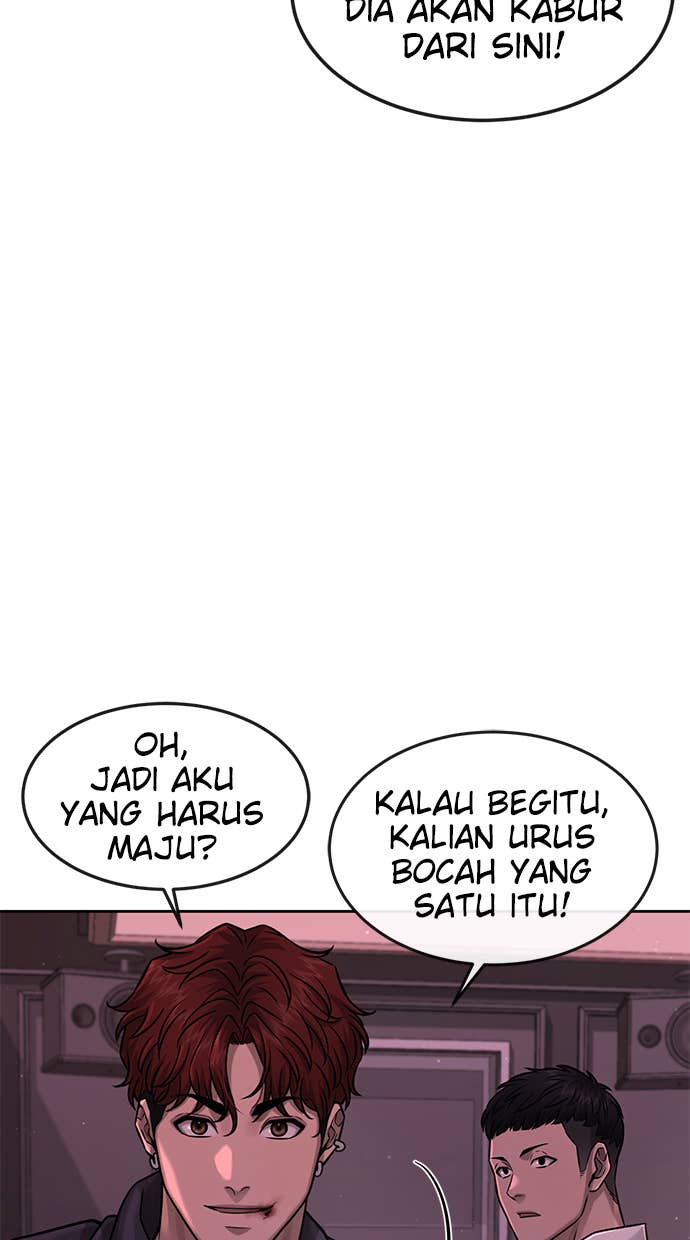 DIA AKAN KABUR
DARI SINI!
OH,
JADI AKU
YANG HARUS
MAJU?
KALAU BEGITU,
KALIAN URUS
BOCAH YANG
SATU ITU!